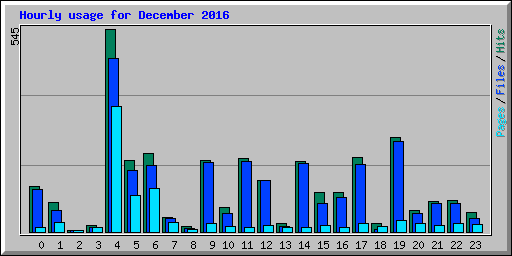 Hourly usage for December 2016
545
Pages / Files / Hits
0 1 2 3 4 5 6 7 8 9 10 11 12 13 14 15 16 17 18 19 20 21 22 23